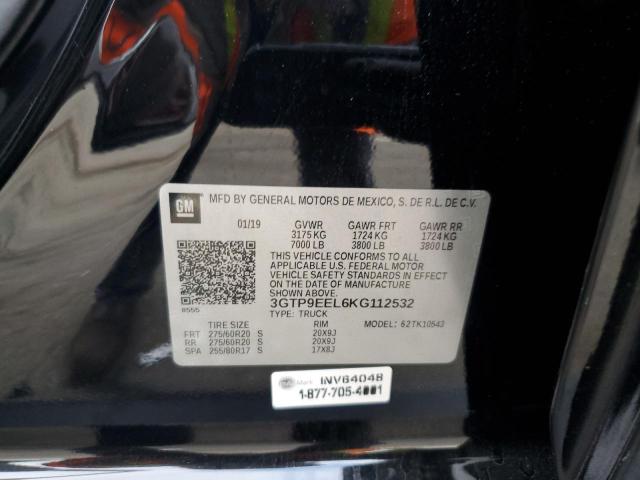 GM
MFD BY GENERAL MOTORS DE MEXICO, S. DE R.L. DE C.V.
01/19 GVWR GAWR FRT GAWR RR
3175 KG 1724 KG 1724 KG
7000 LB 3800 LB 3800 LB
THIS VEHICLE CONFORMS TO ALL
APPLICABLE U.S. FEDERAL MOTOR
VEHICLE SAFETY STANDARDS IN EFFECT
ON THE DATE OF MANUFACTURE
SHOWN ABOVE.
8555
3GTP9EEL6KG112532
TYPE: TRUCK
TIRE SIZE RIM MODEL: 62TK10543
FRT 275/60R20 S 20X9J
RR 275/60R20 S 20X9J
SPA 255/80R17 S 17X8J
INV64048
1-877-705-4001